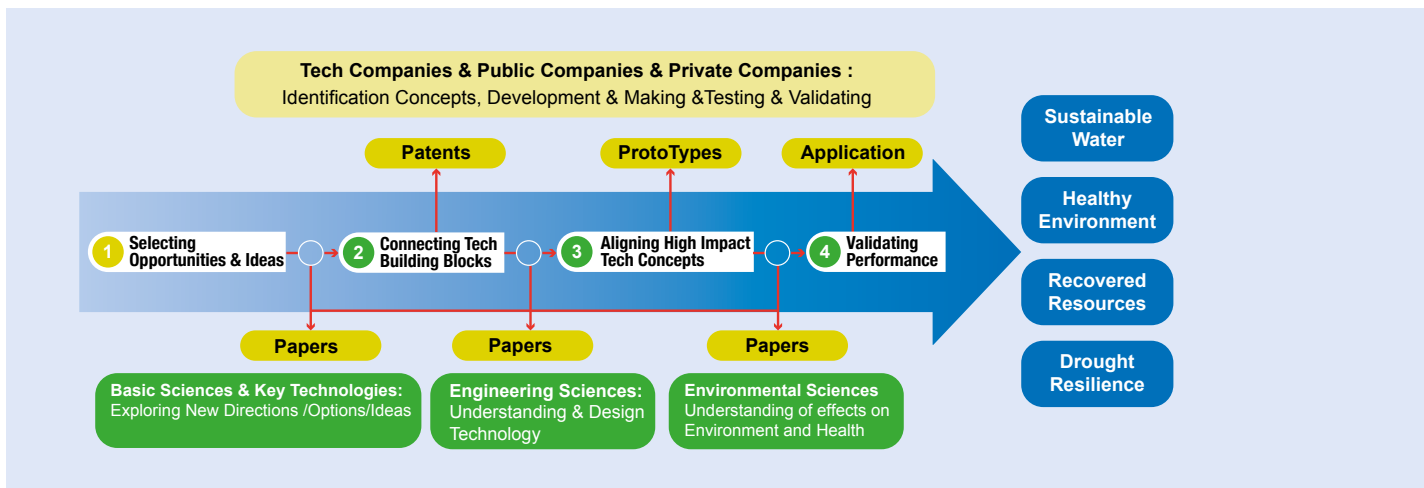 Tech Companies & Public Companies & Private Companies :
Identification Concepts, Development & Making &Testing & Validating
Patents
ProtoTypes
Application
1
Selecting
Opportunities & Ideas
2
Connecting Tech
Building Blocks
3
Aligning High Impact
Tech Concepts
4
Validating
Performance
Papers
Papers
Papers
Basic Sciences & Key Technologies:
Exploring New Directions /Options/Ideas
Engineering Sciences:
Understanding & Design
Technology
Environmental Sciences
Understanding of effects on
Environment and Health
Sustainable
Water
Healthy
Environment
Recovered
Resources
Drought
Resilience